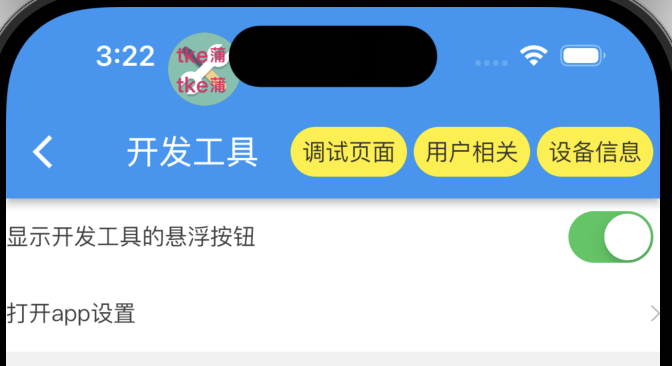 3:22
tke蒲
tke蒲
开发工具
调试页面
用户相关
设备信息
显示开发工具的悬浮按钮
打开app设置